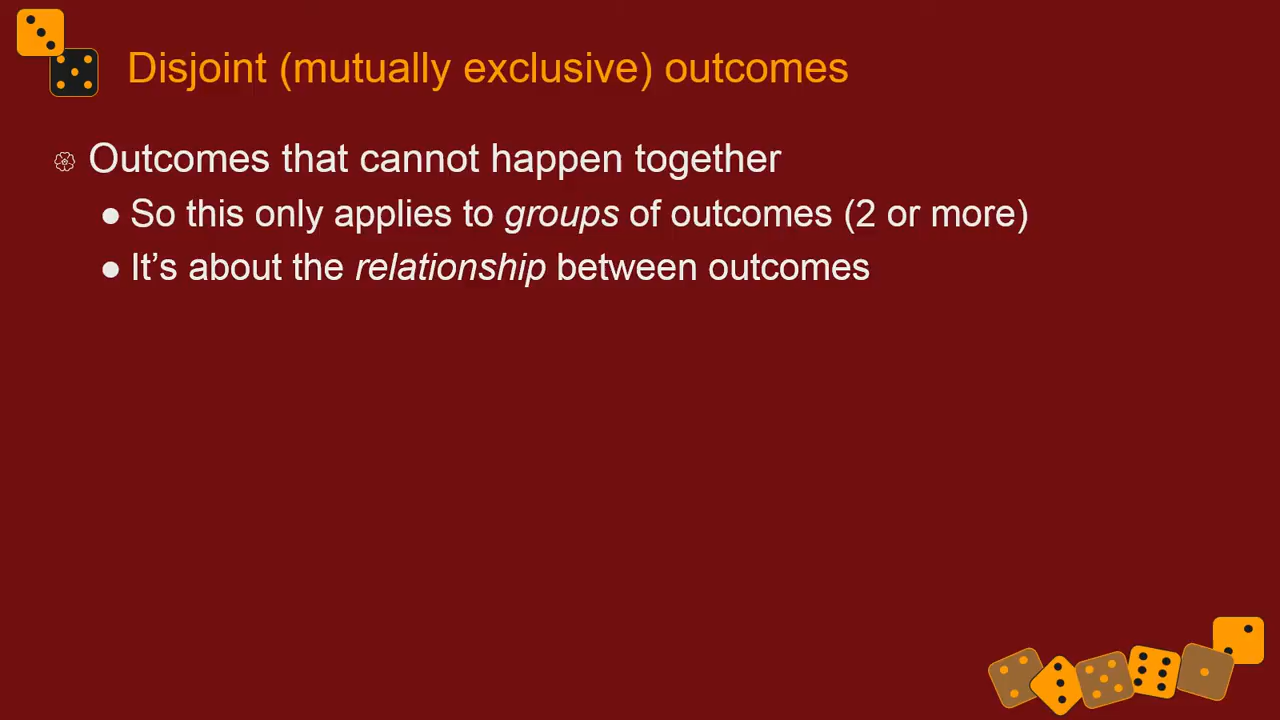 Disjoint (mutually exclusive) outcomes
Outcomes that cannot happen together
● So this only applies to groups of outcomes (2 or more)
● It’s about the relationship between outcomes